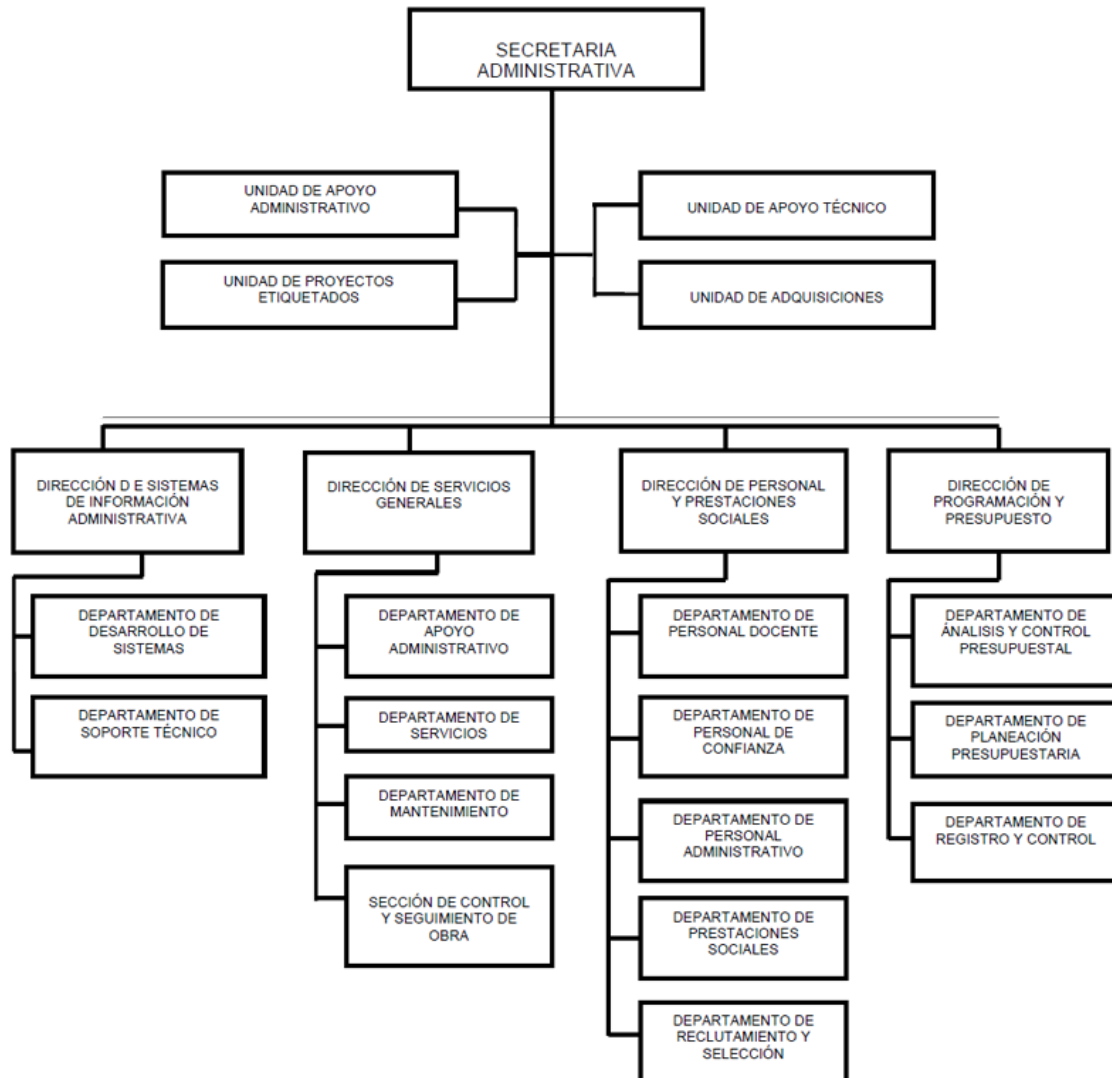 SECRETARIA
ADMINISTRATIVA
UNIDAD DE APOYO
ADMINISTRATIVO
UNIDAD DE APOYO TÉCNICO
UNIDAD DE PROYECTOS
ETIQUETADOS
UNIDAD DE ADQUISICIONES
DIRECCIÓN D E SISTEMAS
DE INFORMACIÓN
ADMINISTRATIVA
DIRECCIÓN DE SERVICIOS
GENERALES
DIRECCIÓN DE PERSONAL
Y PRESTACIONES
SOCIALES
DIRECCIÓN DE
PROGRAMACIÓN Y
PRESUPUESTO
DEPARTAMENTO DE
DESARROLLO DE
SISTEMAS
DEPARTAMENTO DE
SOPORTE TÉCNICO
DEPARTAMENTO DE
APOYO
ADMINISTRATIVO
DEPARTAMENTO DE
SERVICIOS
DEPARTAMENTO DE
MANTENIMIENTO
SECCIÓN DE CONTROL
Y SEGUIMIENTO DE
OBRA
DEPARTAMENTO DE
PERSONAL DOCENTE
DEPARTAMENTO DE
PERSONAL DE
CONFIANZA
DEPARTAMENTO DE
PERSONAL
ADMINISTRATIVO
DEPARTAMENTO DE
PRESTACIONES
SOCIALES
DEPARTAMENTO DE
RECLUTAMIENTO Y
SELECCIÓN
DEPARTAMENTO DE
ÁNALISIS Y CONTROL
PRESUPUESTAL
DEPARTAMENTO DE
PLANEACIÓN
PRESUPUESTARIA
DEPARTAMENTO DE
REGISTRO Y CONTROL